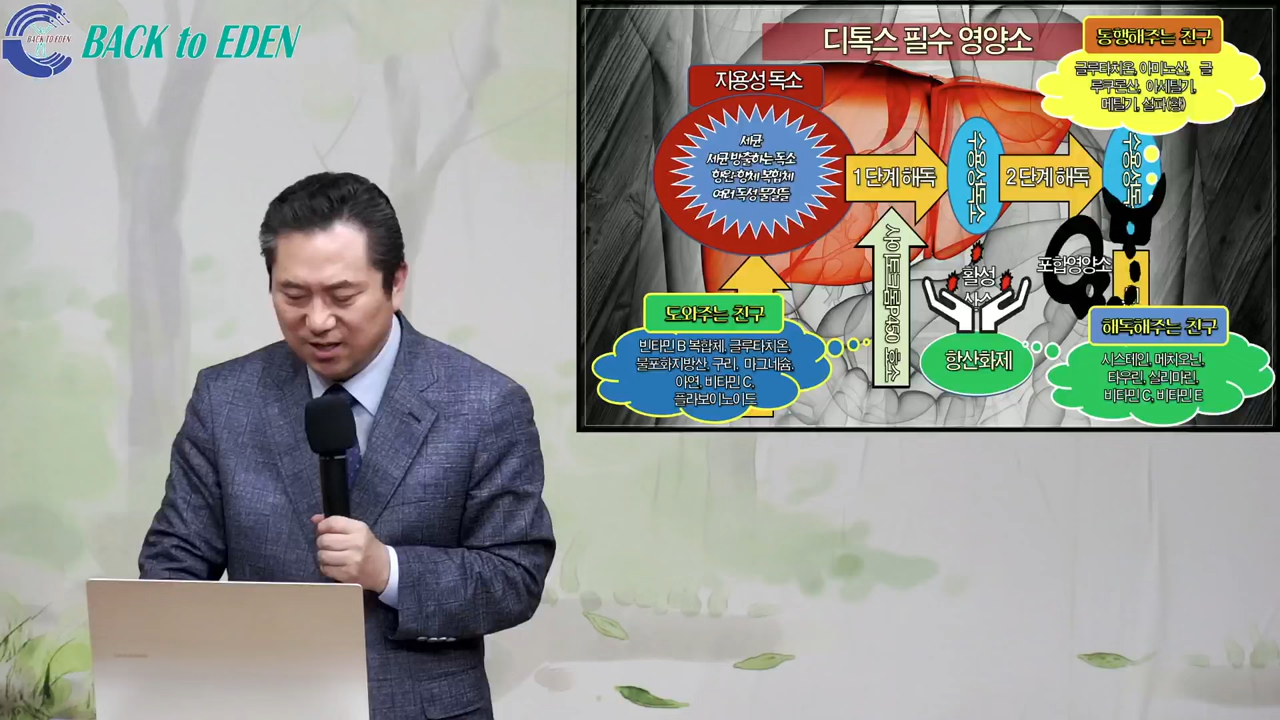 BACK TO EDEN
BACK to EDEN
디톡스 필수 영양소
동행해주는 친구
글루타치온, 아미노산, 글
루쿠론산, 아세틸기,
메틸기, 설파(황)
지용성 독소
세균
세균 방출하는 독소
항원-항체 복합체
여러 독성 물질들
1단계 해독
수용성독소
2단계 해독
수용성독
사이토크롬P450 효소
활성
산소
포합영양소
도와주는 친구
비타민 B 복합체, 글루타치온,
불포화지방산, 구리, 마그네슘,
아연, 비타민 C,
플라보이노이드
항산화제
해독해주는 친구
시스테인, 메치오닌,
타우린, 실리마린,
비타민 C, 비타민 E